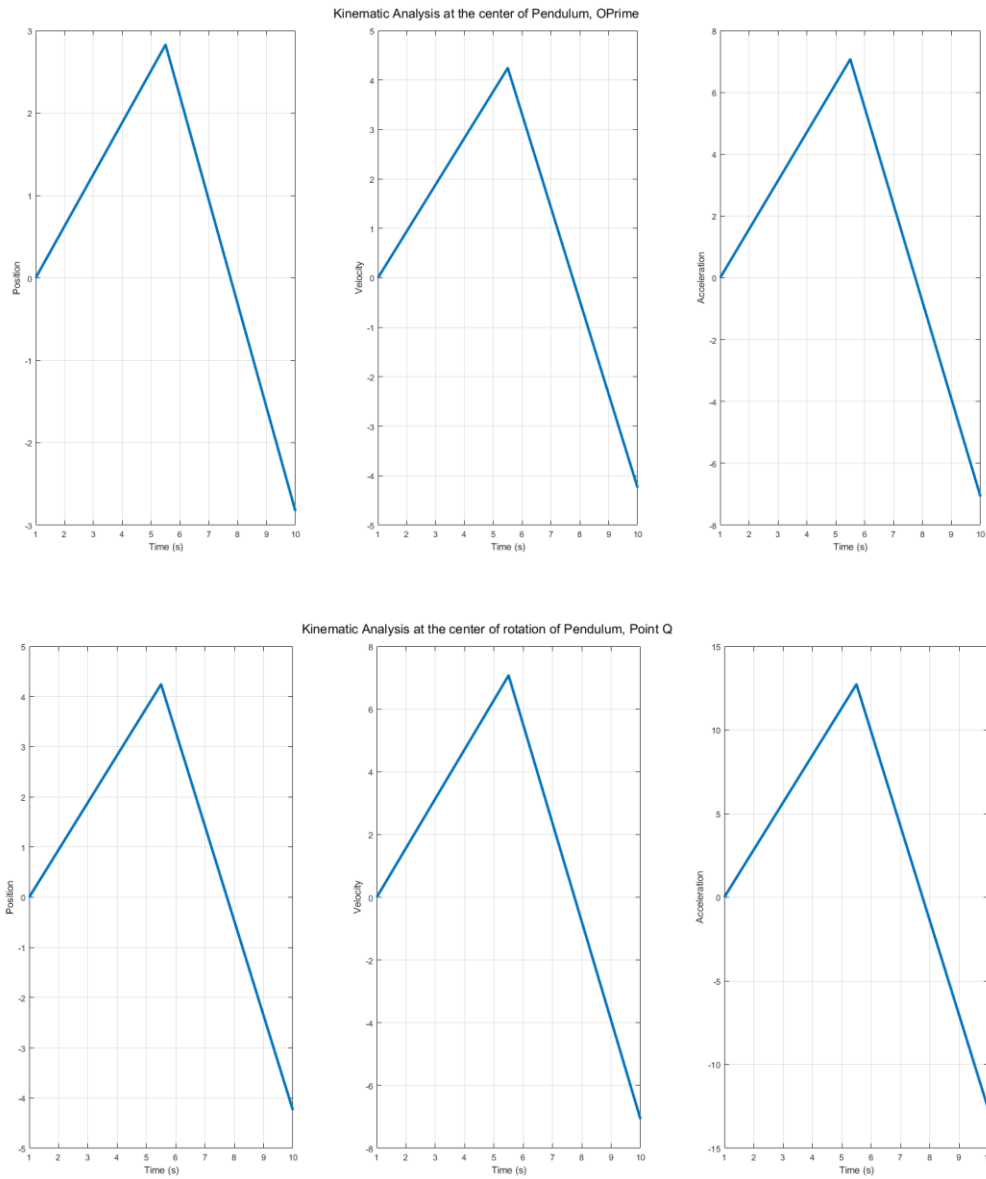 Kinematic Analysis at the center of Pendulum, OPrime
3
2
1
0
-1
-2
-3
Position
1 2 3 4 5 6 7 8 9 10
Time (s)
5
4
3
2
1
0
-1
-2
-3
-4
-5
Velocity
1 2 3 4 5 6 7 8 9 10
Time (s)
8
6
4
2
0
-2
-4
-6
-8
Acceleration
1 2 3 4 5 6 7 8 9 10
Time (s)
Kinematic Analysis at the center of rotation of Pendulum, Point Q
5
4
3
2
1
0
-1
-2
-3
-4
-5
Position
1 2 3 4 5 6 7 8 9 10
Time (s)
8
6
4
2
0
-2
-4
-6
-8
Velocity
1 2 3 4 5 6 7 8 9 10
Time (s)
15
10
5
0
-5
-10
-15
Acceleration
1 2 3 4 5 6 7 8 9
Time (s)